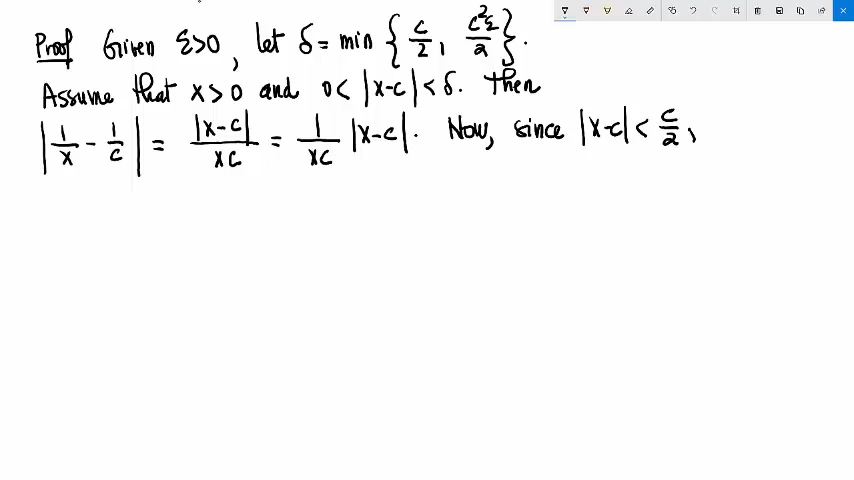 Proof Given ε>0, let δ = min { c/2, c²ε/2 }.
Assume that x>0 and 0< |x-c| < δ. Then
| 1/x - 1/c | = |x-c|/xc = 1/xc |x-c|. Now, since |x-c| < c/2,